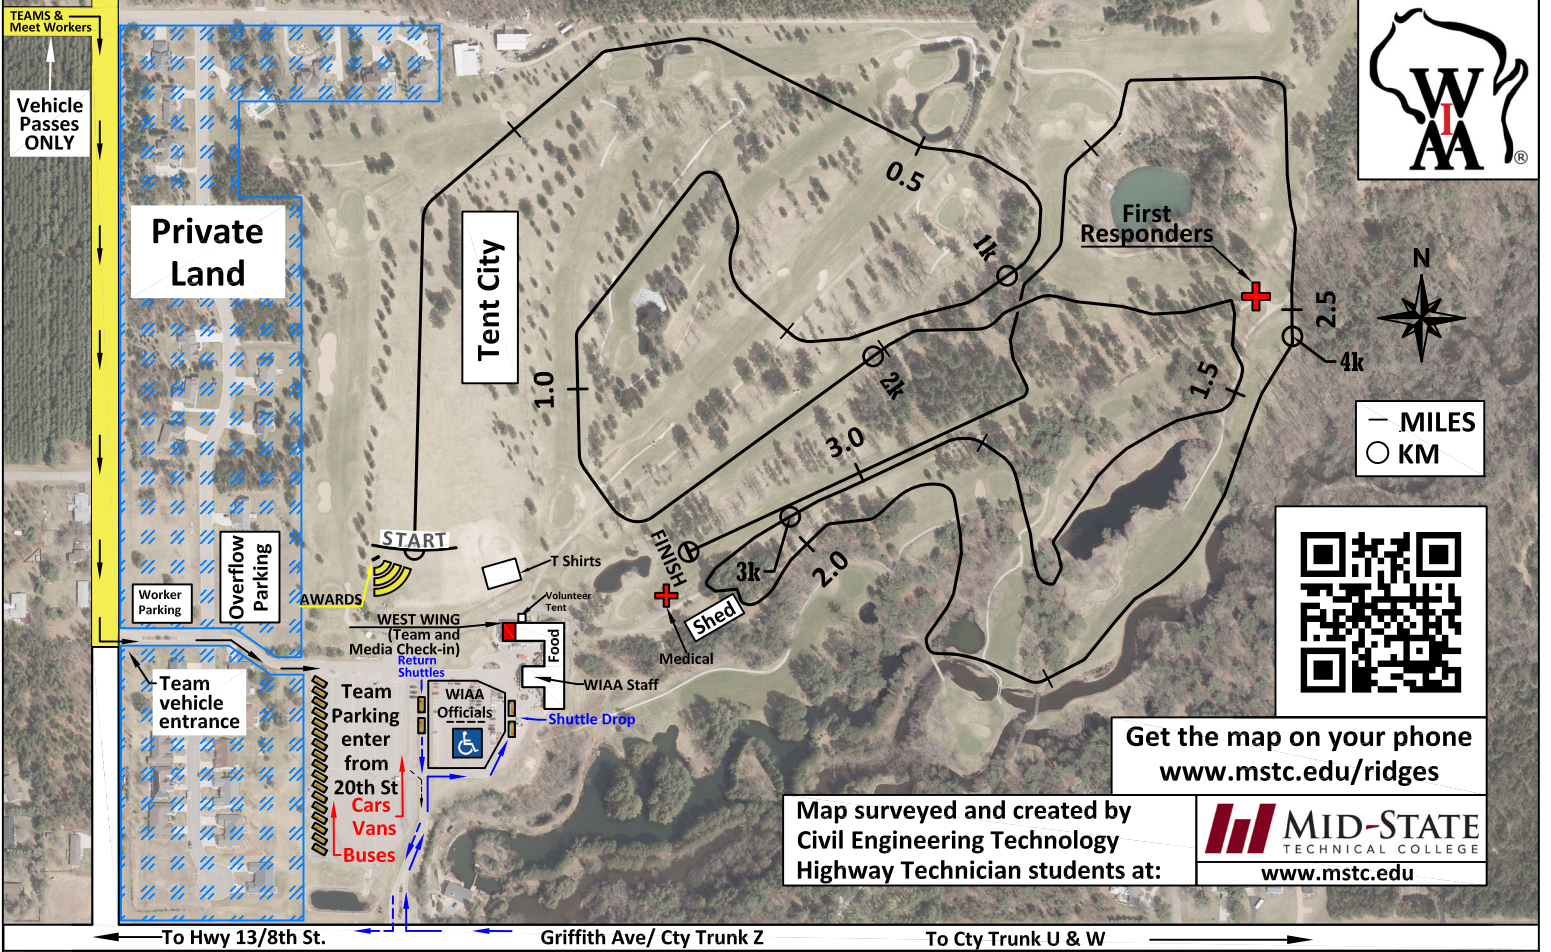 TEAMS &
Meet Workers
Vehicle
Passes
ONLY
Private
Land
Tent City
0.5
1k
First
Responders
WIAA
®
N
2.5
4k
1.0
2k
1.5
3.0
MILES
KM
START
FINISH
3k
2.0
Overflow
Parking
Worker
Parking
AWARDS
T Shirts
Volunteer
Tent
WEST WING
(Team and
Media Check-in)
Food
Shed
Medical
Return
Shuttles
WIAA Staff
WIAA
Officials
Shuttle Drop
Team
vehicle
entrance
Team
Parking
enter
from
20th St
Cars
Vans
Buses
Get the map on your phone
www.mstc.edu/ridges
Map surveyed and created by
Civil Engineering Technology
Highway Technician students at:
MID-STATE
TECHNICAL COLLEGE
www.mstc.edu
To Hwy 13/8th St.
Griffith Ave/ Cty Trunk Z
To Cty Trunk U & W